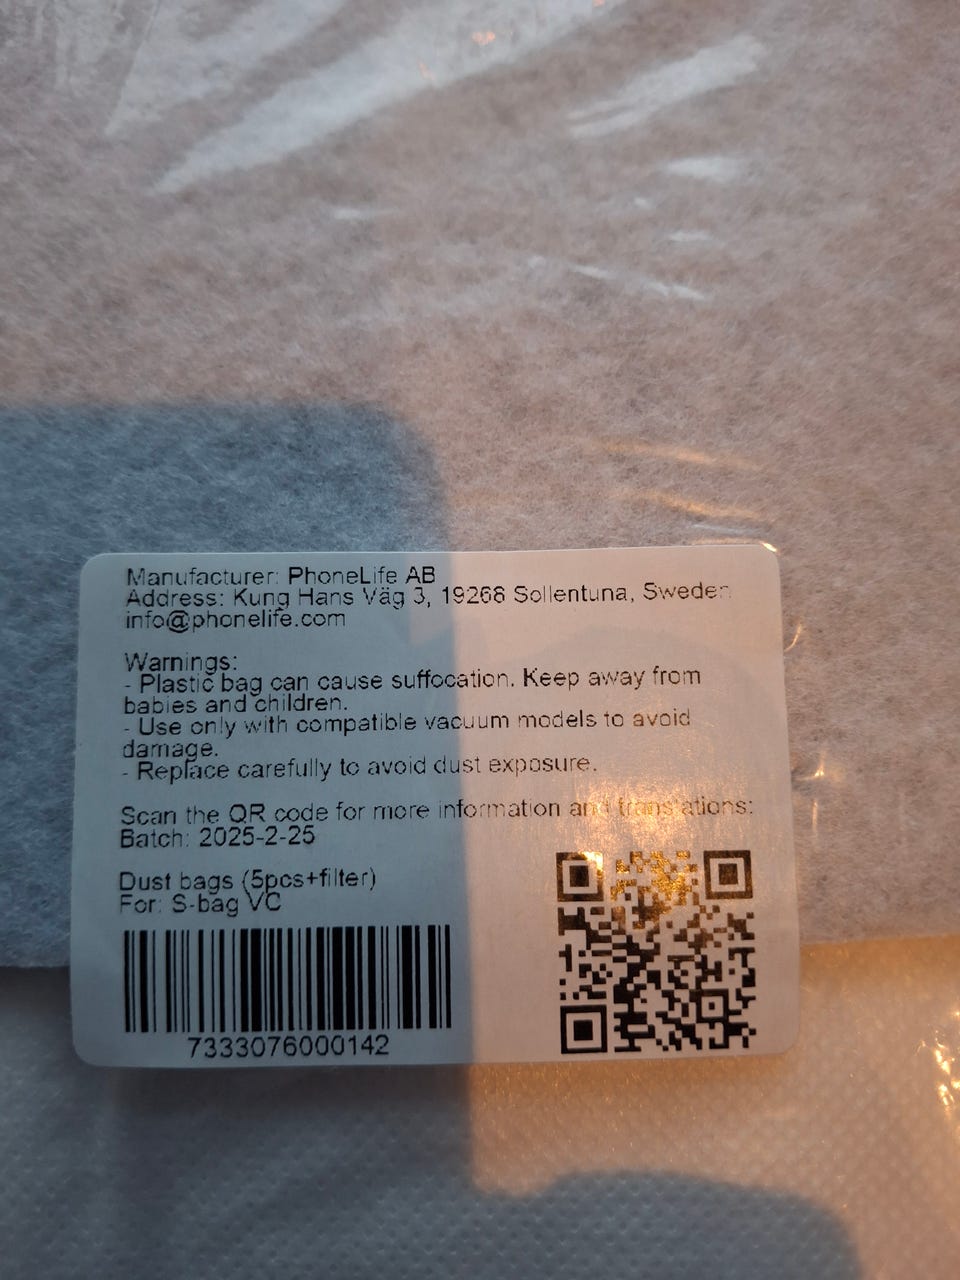 Manufacturer: PhoneLife AB
Address: Kung Hans Väg 3, 19268 Sollentuna, Sweden
info@phonelife.com
Warnings:
- Plastic bag can cause suffocation. Keep away from
babies and children.
- Use only with compatible vacuum models to avoid
damage.
- Replace carefully to avoid dust exposure.
Scan the QR code for more information and translations:
Batch: 2025-2-25
Dust bags (5pcs+filter)
For: S-bag VC
7333076000142